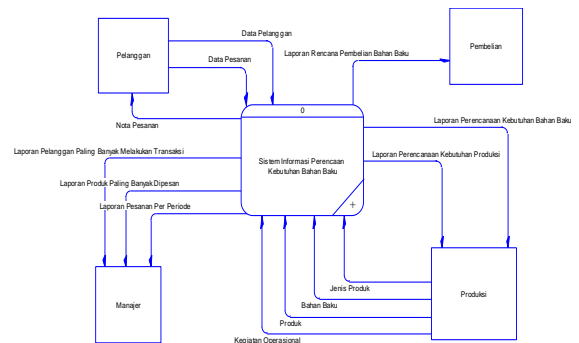 Data Pelanggan
Pelanggan
Data Pesanan
Laporan Rencana Pembelian Bahan Baku
Pembelian
Nota Pesanan
0
Laporan Perencanaan Kebutuhan Bahan Baku
Laporan Pelanggan Paling Banyak Melakukan Transaksi
Sistem Informasi Perencaan
Kebutuhan Bahan Baku
Laporan Perencanaan Kebutuhan Produksi
Laporan Produk Paling Banyak Dipesan
Laporan Pesanan Per Periode
+
Manajer
Jenis Produk
Produksi
Bahan Baku
Produk
Kegiatan Operasional